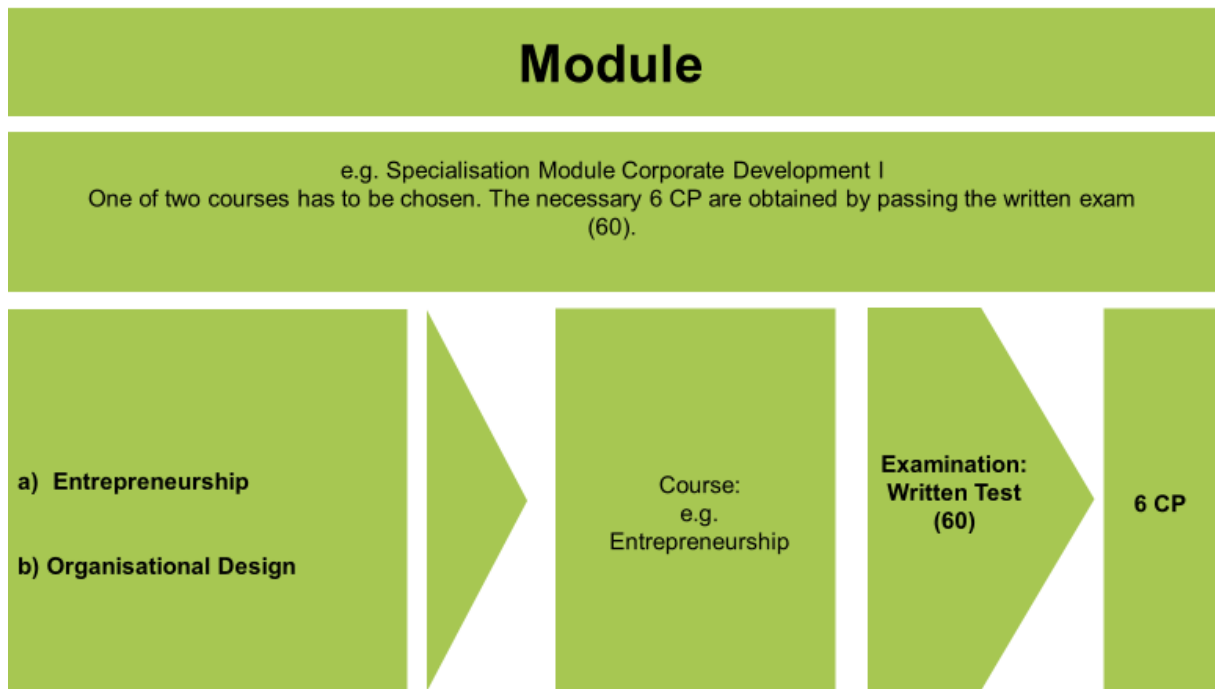 Module
e.g. Specialisation Module Corporate Development I
One of two courses has to be chosen. The necessary 6 CP are obtained by passing the written exam
(60).
a) Entrepreneurship
b) Organisational Design
Course:
e.g.
Entrepreneurship
Examination:
Written Test
(60)
6 CP